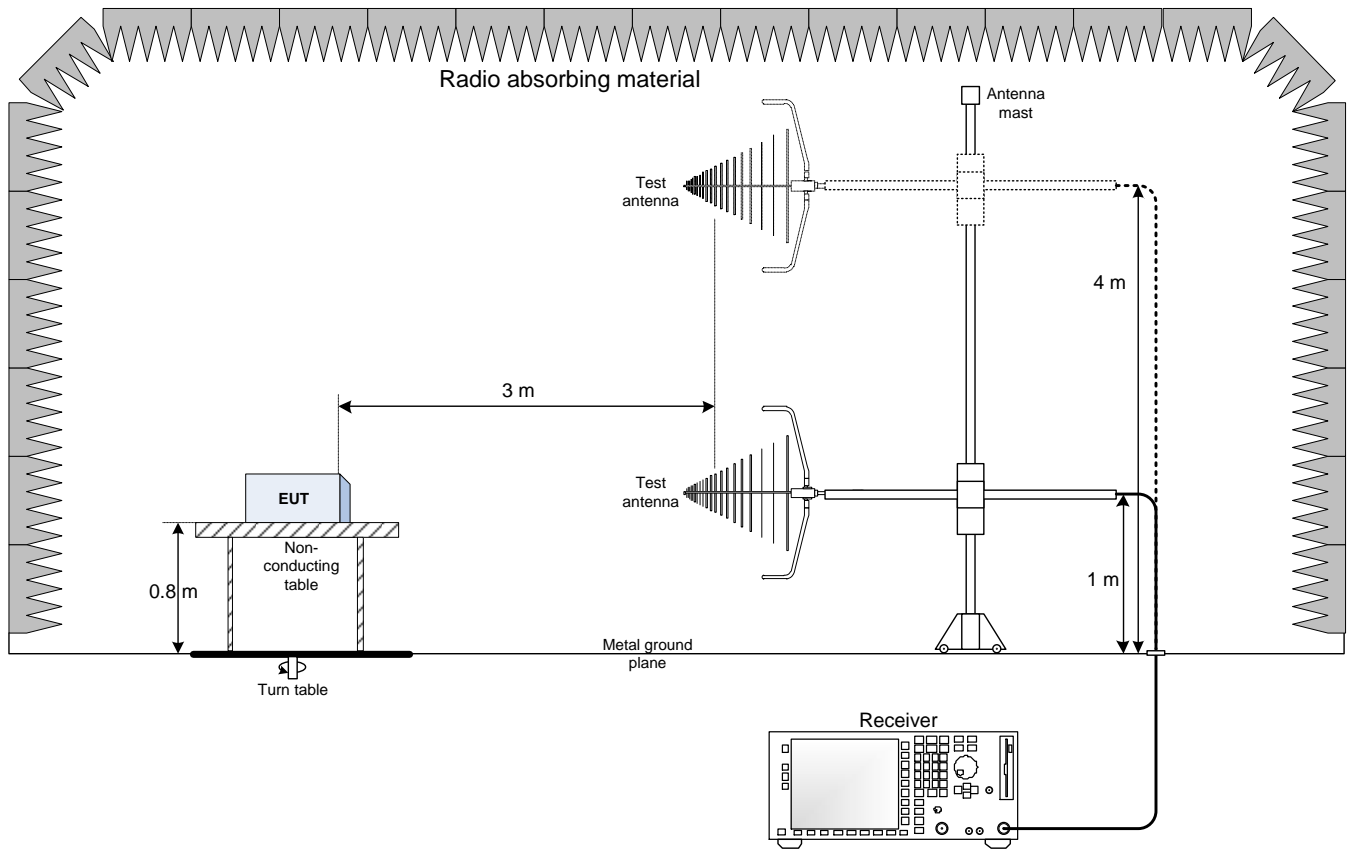 Radio absorbing material
Antenna
mast
Test
antenna
4 m
3 m
Test
antenna
EUT
Non-
conducting
table
0.8 m
1 m
Metal ground
plane
Turn table
Receiver